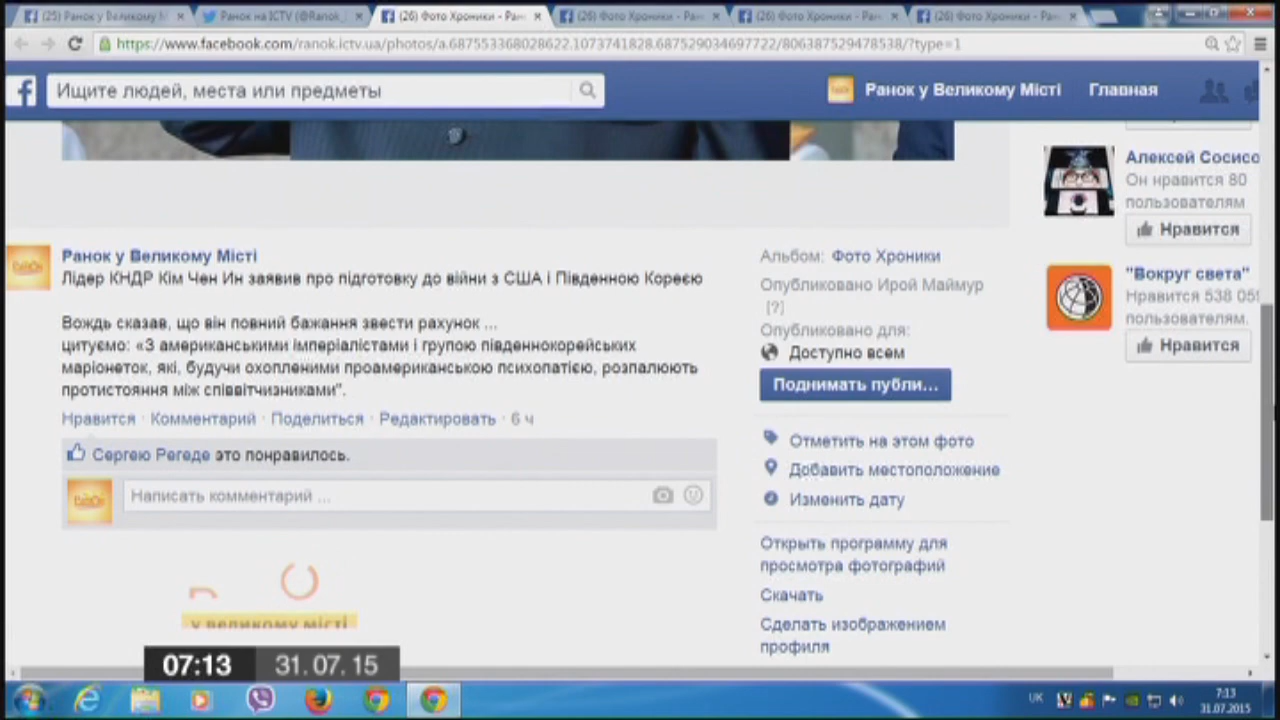 (25) Ранок у Великому М
Ранок на ICTV (@Ranok_
(26) Фото Хроники - Ран
(26) Фото Хроники - Ран
(26) Фото Хроники - Ран
(26) Фото Хроники - Ран
https://www.facebook.com/ranok.ictv.ua/photos/a.687553368028622.1073741828.687529034697722/806387529478538/?type=1
Ищите людей, места или предметы
Ранок у Великому Місті
Главная
Алексей Сосисо
Он нравится 80
пользователям
Нравится
"Вокруг света"
Нравится 538 05
пользователям.
Нравится
Ранок у Великому Місті
Лідер КНДР Кім Чен Ин заявив про підготовку до війни з США і Південною Кореєю
Вождь сказав, що він повний бажання звести рахунок ...
цитуємо: «З американськими імперіалістами і групою південнокорейських
маріонеток, які, будучи охопленими проамериканською психопатією, розпалюють
протистояння між співвітчизниками".
Нравится · Комментарий · Поделиться · Редактировать · 6 ч
Сергею Регеде это понравилось.
Написать комментарий ...
Альбом: Фото Хроники
Опубликовано Ирой Маймур
[?]
Опубликовано для:
Доступно всем
Поднимать публи...
Отметить на этом фото
Добавить местоположение
Изменить дату
Открыть программу для
просмотра фотографий
Скачать
Сделать изображением
профиля
у великому місті
07:13 31.07.15
UK
7:13
31.07.2015